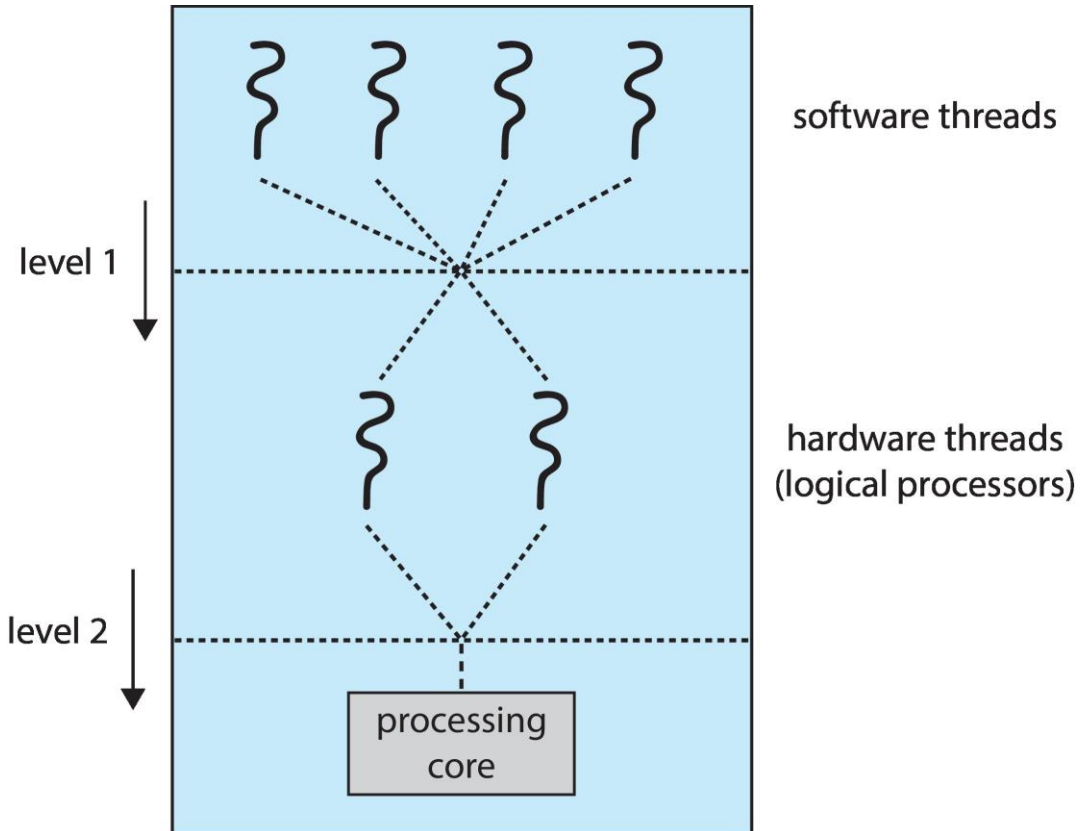 software threads
level 1
hardware threads
(logical processors)
level 2
processing
core